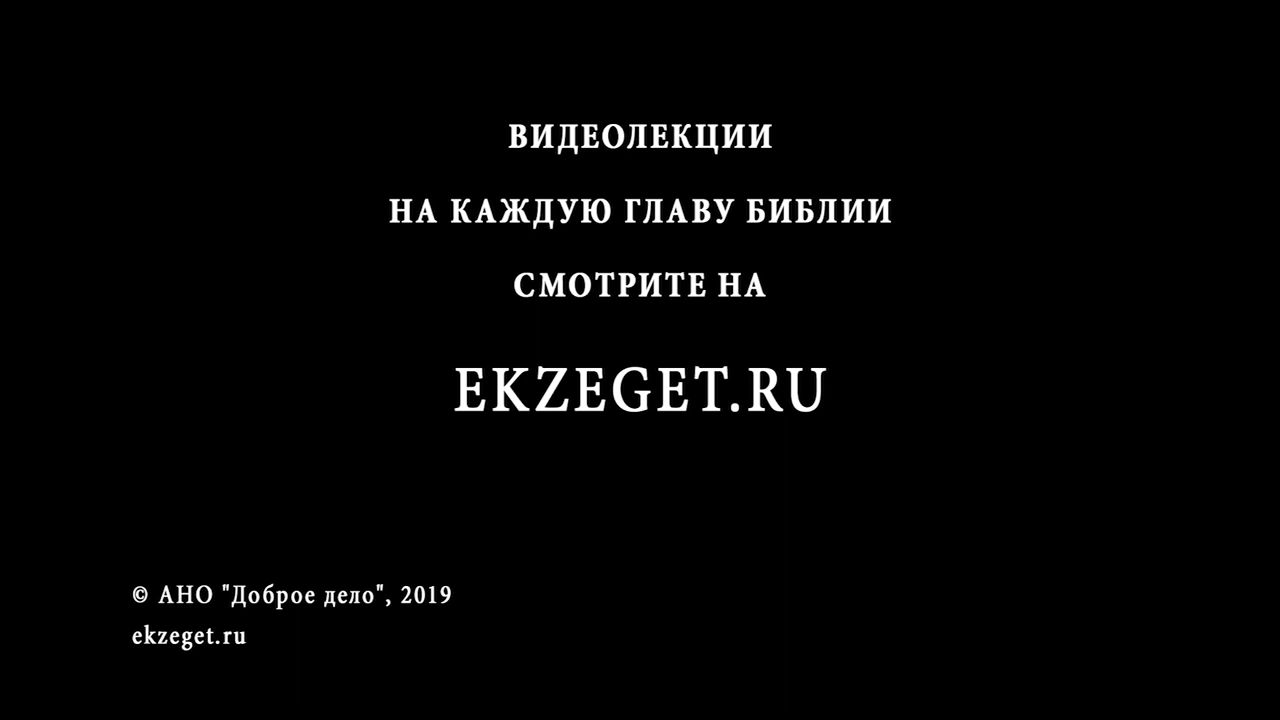 ВИДЕОЛЕКЦИИ
НА КАЖДУЮ ГЛАВУ БИБЛИИ
СМОТРИТЕ НА
EKZEGET.RU
© АНО "Доброе дело", 2019
ekzeget.ru